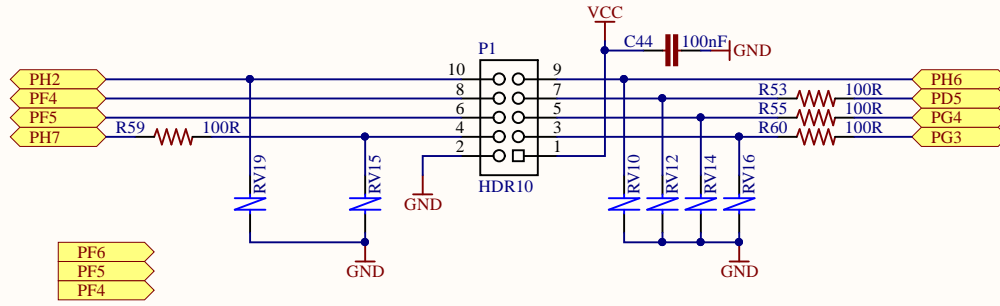 VCC
C44 100nF GND
P1
PH2 10 9 PH6
PF4 8 7 R53 100R PD5
PF5 6 5 R55 100R PG4
PH7 R59 100R 4 3 R60 100R PG3
2 1
RV19 RV15 RV10 RV12 RV14 RV16
HDR10
GND
GND GND
PF6
PF5
PF4